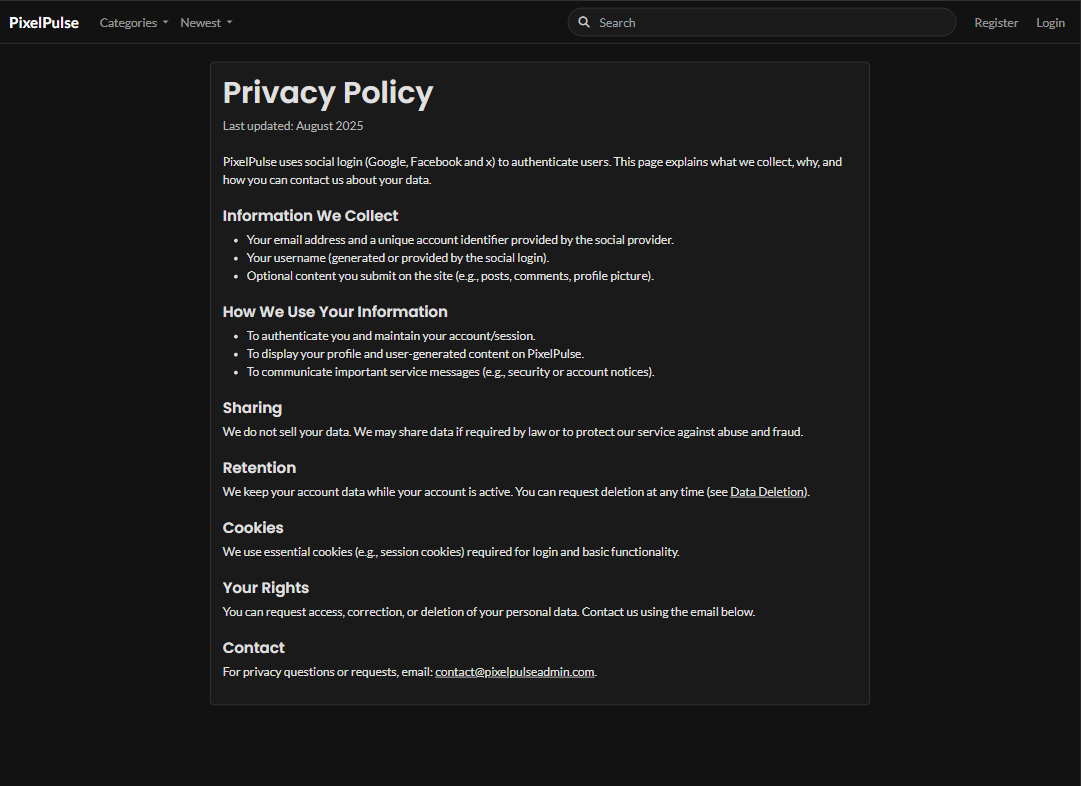 PixelPulse Categories Newest Search Register Login
Privacy Policy
Last updated: August 2025
PixelPulse uses social login (Google, Facebook and x) to authenticate users. This page explains what we collect, why, and
how you can contact us about your data.
Information We Collect
• Your email address and a unique account identifier provided by the social provider.
• Your username (generated or provided by the social login).
• Optional content you submit on the site (e.g., posts, comments, profile picture).
How We Use Your Information
• To authenticate you and maintain your account/session.
• To display your profile and user-generated content on PixelPulse.
• To communicate important service messages (e.g., security or account notices).
Sharing
We do not sell your data. We may share data if required by law or to protect our service against abuse and fraud.
Retention
We keep your account data while your account is active. You can request deletion at any time (see Data Deletion).
Cookies
We use essential cookies (e.g., session cookies) required for login and basic functionality.
Your Rights
You can request access, correction, or deletion of your personal data. Contact us using the email below.
Contact
For privacy questions or requests, email: contact@pixelpulseadmin.com.